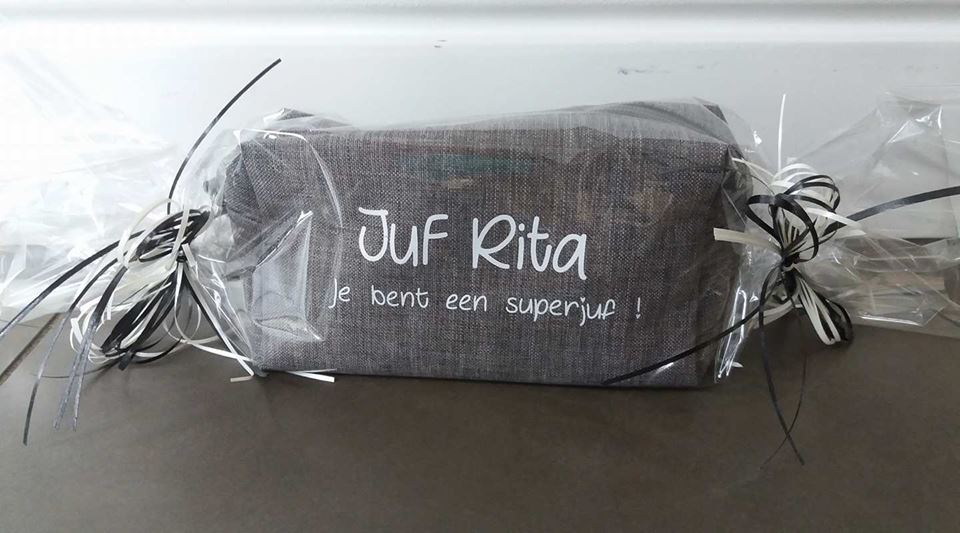 Juf Rita
je bent een superjuf !